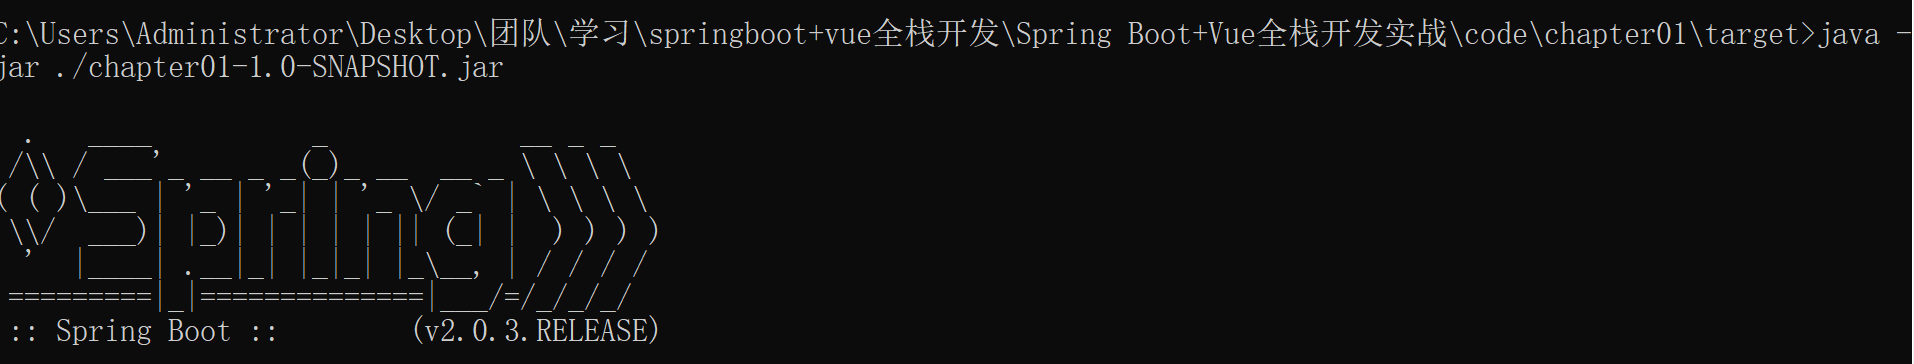 C:\Users\Administrator\Desktop\团队\学习\springboot+vue全栈开发\Spring Boot+Vue全栈开发实战\code\chapter01\target>java -
jar ./chapter01-1.0-SNAPSHOT.jar
  .   ____          _            __ _ _
 /\\ / ___'_ __ _ _(_)_ __  __ _ \ \ \ \
( ( )\___ | '_ | '_| | '_ \/ _` | \ \ \ \
 \\/  ___)| |_)| | | | | || (_| |  ) ) ) )
  '  |____| .__|_| |_|_| |_\__, | / / / /
 =========|_|==============|___/=/_/_/_/
 :: Spring Boot ::        (v2.0.3.RELEASE)